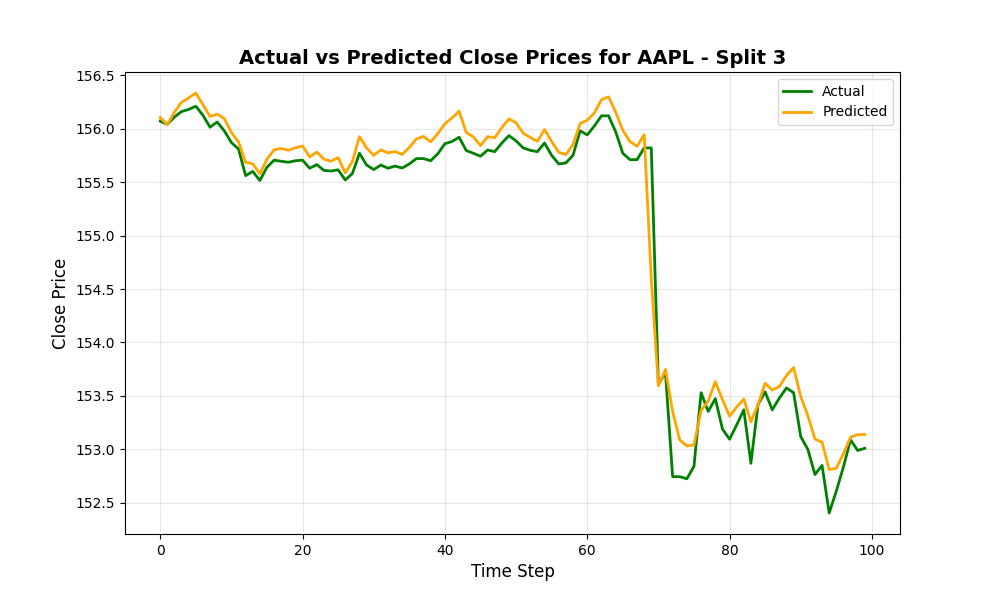 Actual vs Predicted Close Prices for AAPL - Split 3
156.5
156.0
155.5
155.0
154.5
154.0
153.5
153.0
152.5
Close Price
Actual
Predicted
0 20 40 60 80 100
Time Step